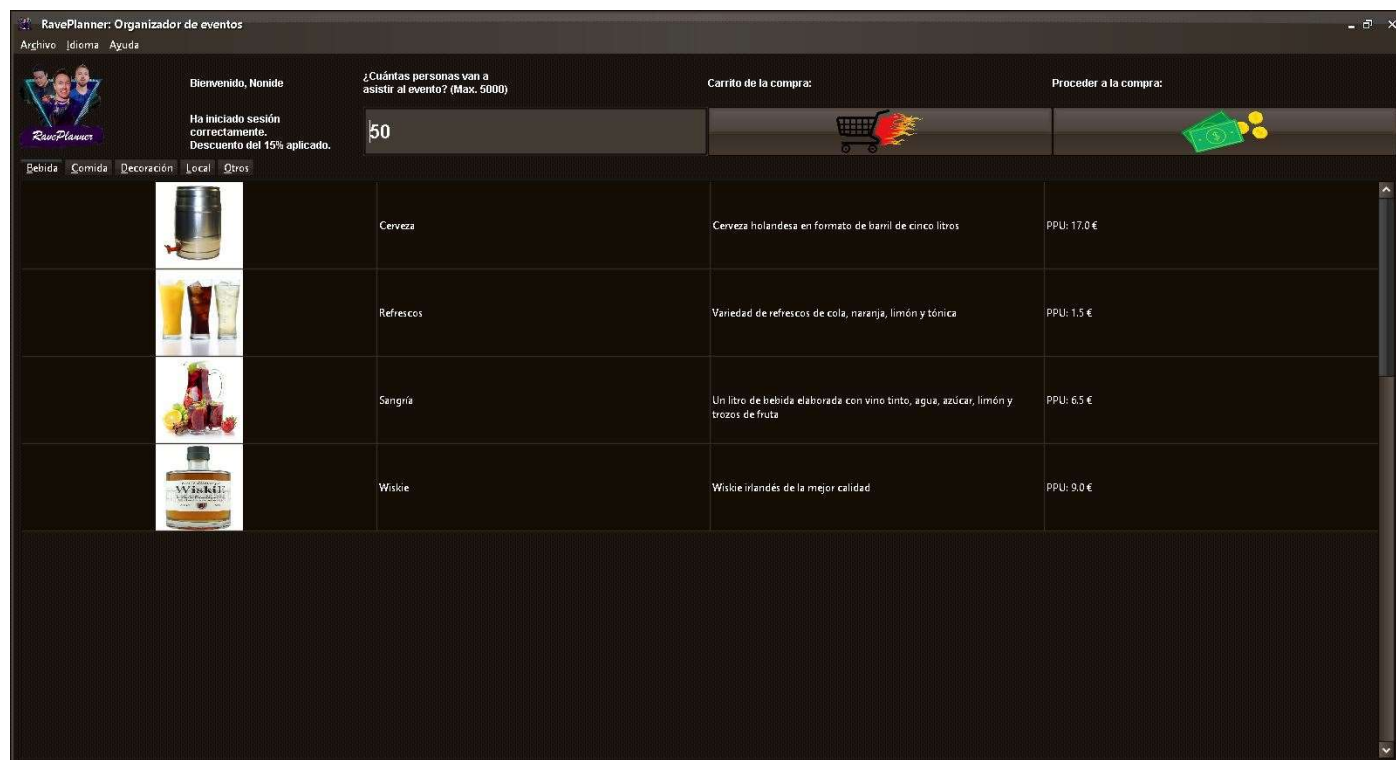 RavePlanner: Organizador de eventos
Archivo Idioma Ayuda
RavePlanner
Bienvenido, Nonide
¿Cuántas personas van a
asistir al evento? (Max. 5000)
Carrito de la compra:
Proceder a la compra:
Ha iniciado sesión
correctamente.
Descuento del 15% aplicado.
50
Bebida Comida Decoración Local Otros
Cerveza
Cerveza holandesa en formato de barril de cinco litros
PPU: 17.0 €
Refrescos
Variedad de refrescos de cola, naranja, limón y tónica
PPU: 1.5 €
Sangría
Un litro de bebida elaborada con vino tinto, agua, azúcar, limón y
trozos de fruta
PPU: 6.5 €
Wiskie
Wiskie irlandés de la mejor calidad
PPU: 9.0 €